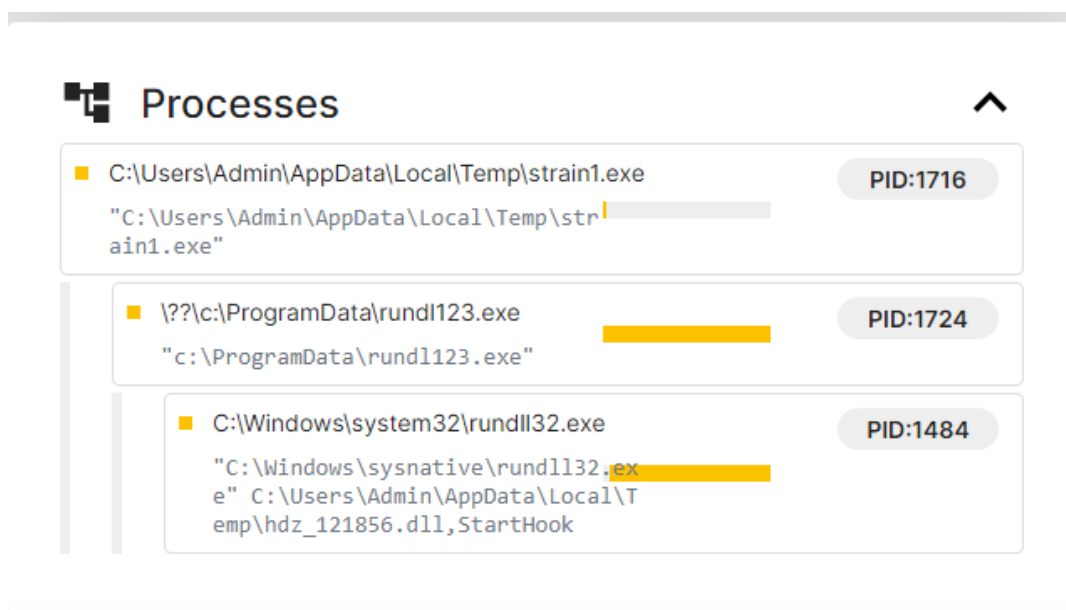 Processes
C:\Users\Admin\AppData\Local\Temp\strain1.exe
PID:1716
"C:\Users\Admin\AppData\Local\Temp\str
ain1.exe"
\??\c:\ProgramData\rundl123.exe
PID:1724
"c:\ProgramData\rundl123.exe"
C:\Windows\system32\rundll32.exe
PID:1484
"C:\Windows\sysnative\rundll32.ex
e" C:\Users\Admin\AppData\Local\T
emp\hdz_121856.dll,StartHook